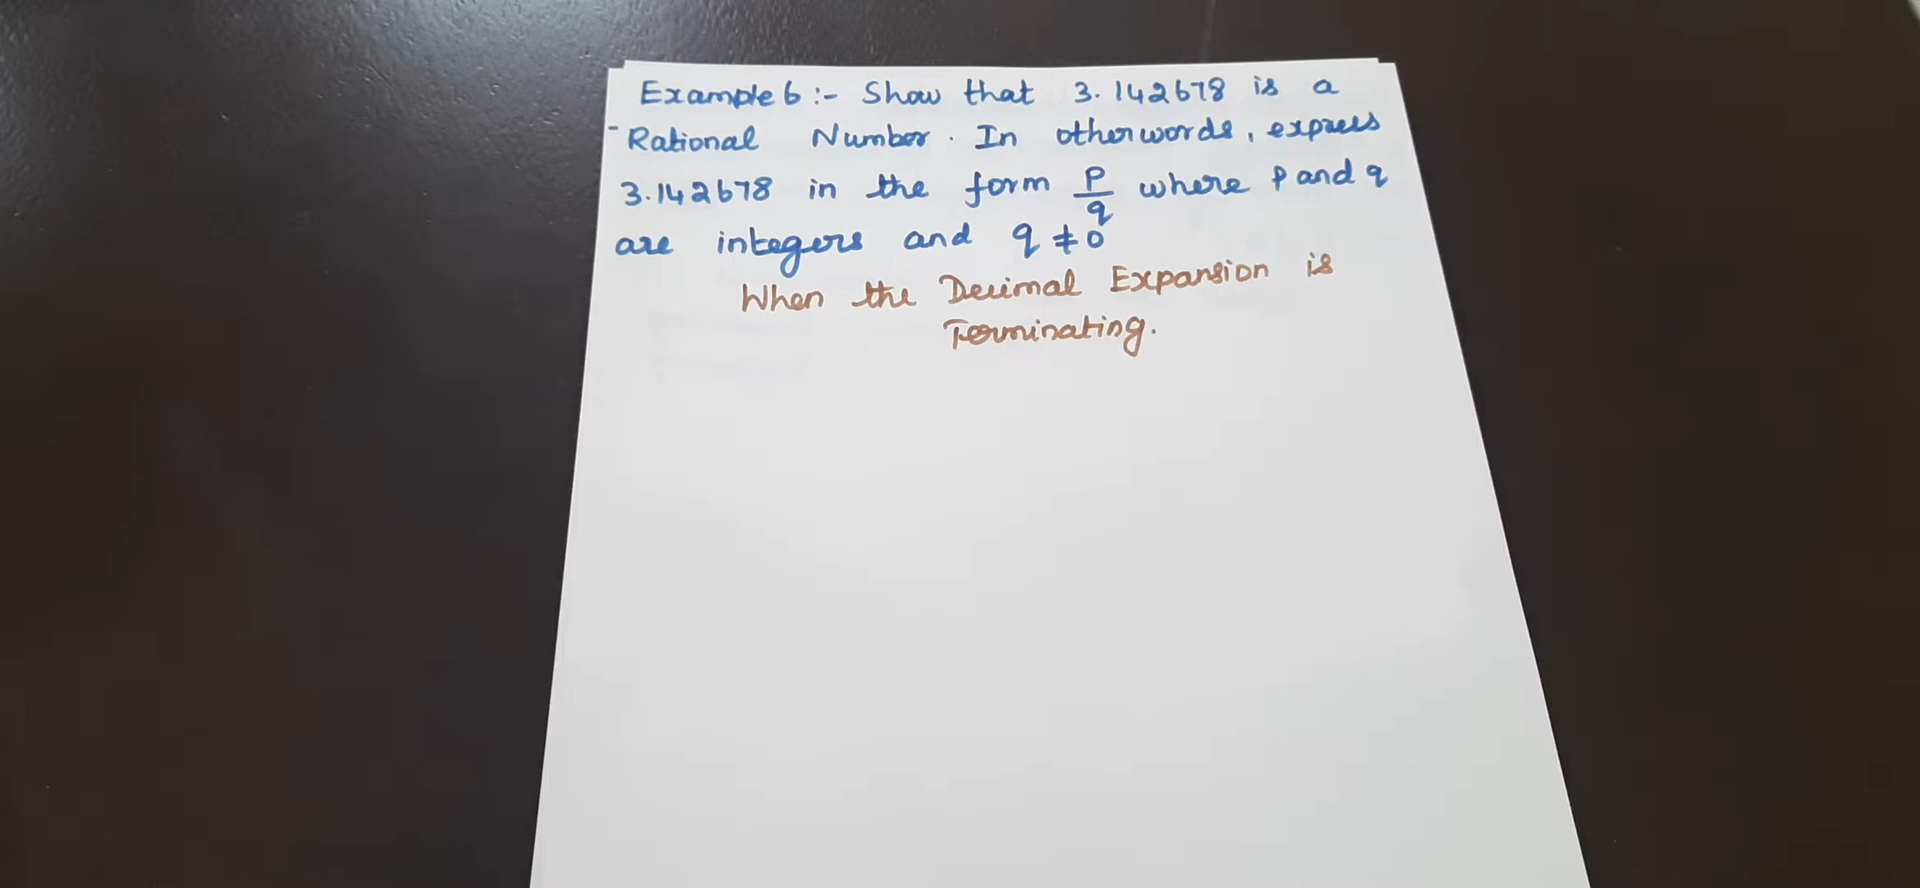 Example 6 :- Show that 3.142678 is a
Rational Number. In otherwords, express
3.142678 in the form p/q where p and q
are integers and q ≠ 0
When the Decimal Expansion is
Terminating.